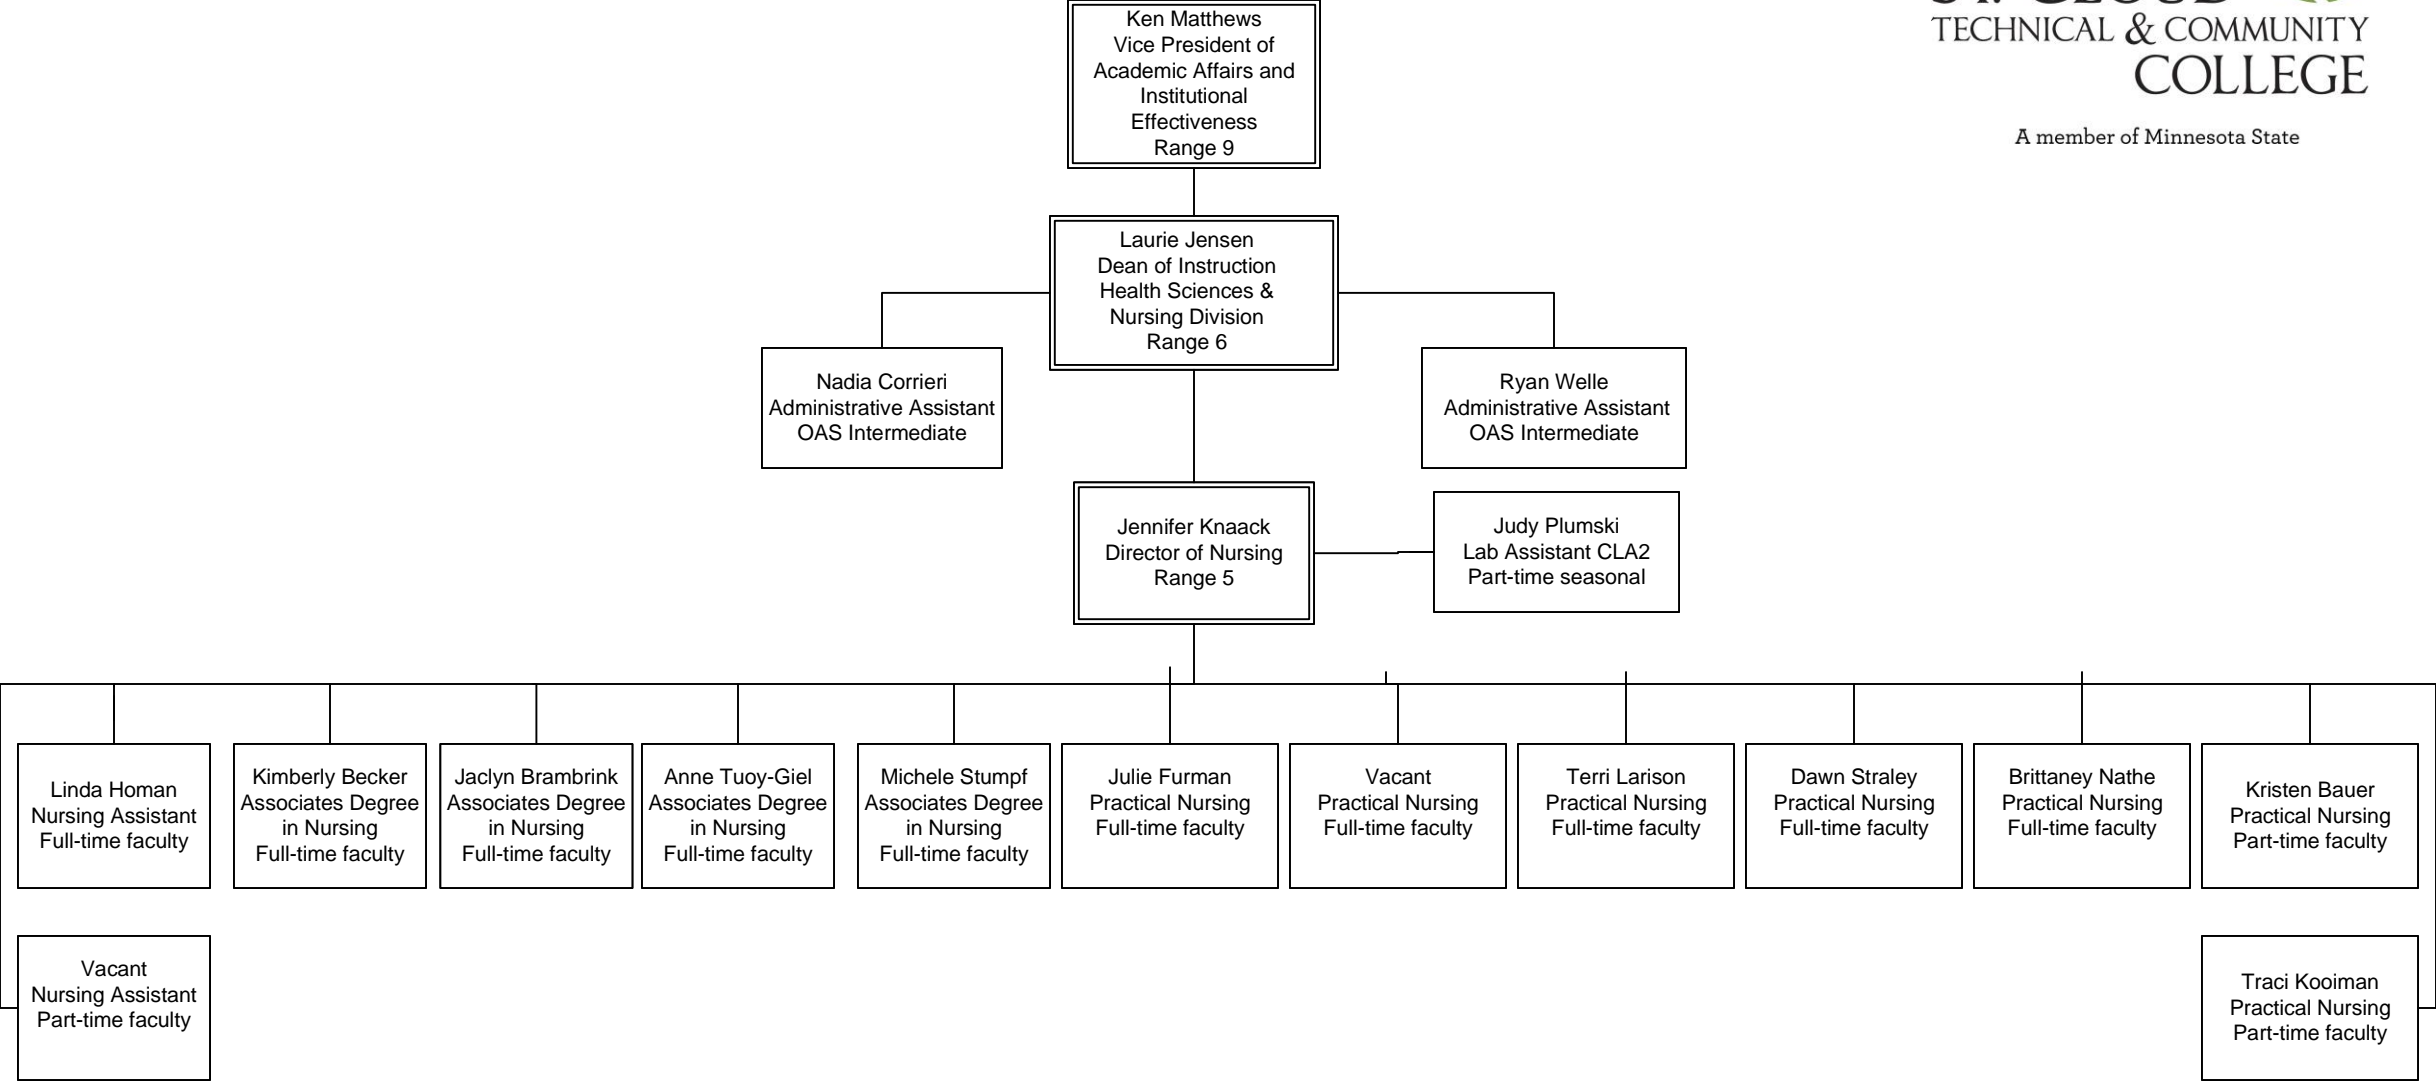 Ken Matthews
Vice President of
Academic Affairs and
Institutional
Effectiveness
Range 9
TECHNICAL & COMMUNITY
COLLEGE
A member of Minnesota State
Laurie Jensen
Dean of Instruction
Health Sciences &
Nursing Division
Range 6
Nadia Corrieri
Administrative Assistant
OAS Intermediate
Ryan Welle
Administrative Assistant
OAS Intermediate
Jennifer Knaack
Director of Nursing
Range 5
Judy Plumski
Lab Assistant CLA2
Part-time seasonal
Linda Homan
Nursing Assistant
Full-time faculty
Kimberly Becker
Associates Degree
in Nursing
Full-time faculty
Jaclyn Brambrink
Associates Degree
in Nursing
Full-time faculty
Anne Tuoy-Giel
Associates Degree
in Nursing
Full-time faculty
Michele Stumpf
Associates Degree
in Nursing
Full-time faculty
Julie Furman
Practical Nursing
Full-time faculty
Vacant
Practical Nursing
Full-time faculty
Terri Larison
Practical Nursing
Full-time faculty
Dawn Straley
Practical Nursing
Full-time faculty
Brittaney Nathe
Practical Nursing
Full-time faculty
Kristen Bauer
Practical Nursing
Part-time faculty
Vacant
Nursing Assistant
Part-time faculty
Traci Kooiman
Practical Nursing
Part-time faculty